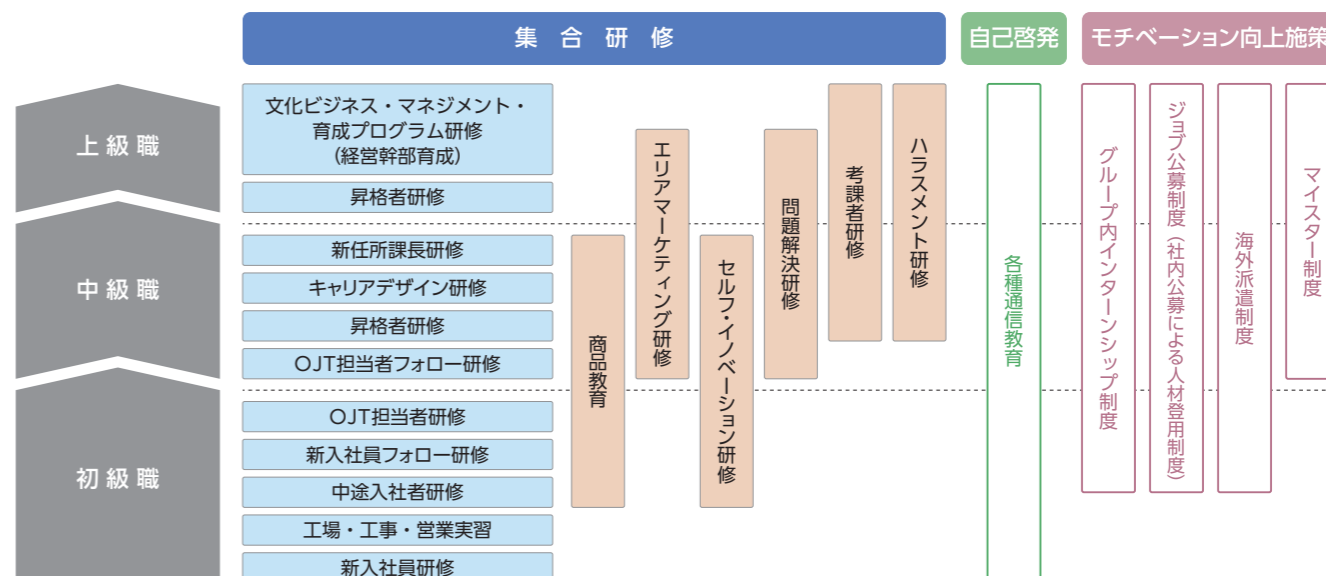 集合研修
自己啓発
モチベーション向上施策
上級職
文化ビジネス・マネジメント・
育成プログラム研修
(経営幹部育成)
昇格者研修
中級職
新任所課長研修
キャリアデザイン研修
昇格者研修
OJT担当者フォロー研修
初級職
OJT担当者研修
新入社員フォロー研修
中途入社者研修
工場・工事・営業実習
新入社員研修
商品教育
エリアマーケティング研修
セルフ・イノベーション研修
問題解決研修
考課者研修
ハラスメント研修
各種通信教育
グループ内インターンシップ制度
ジョブ公募制度(社内公募による人材登用制度)
海外派遣制度
マイスター制度